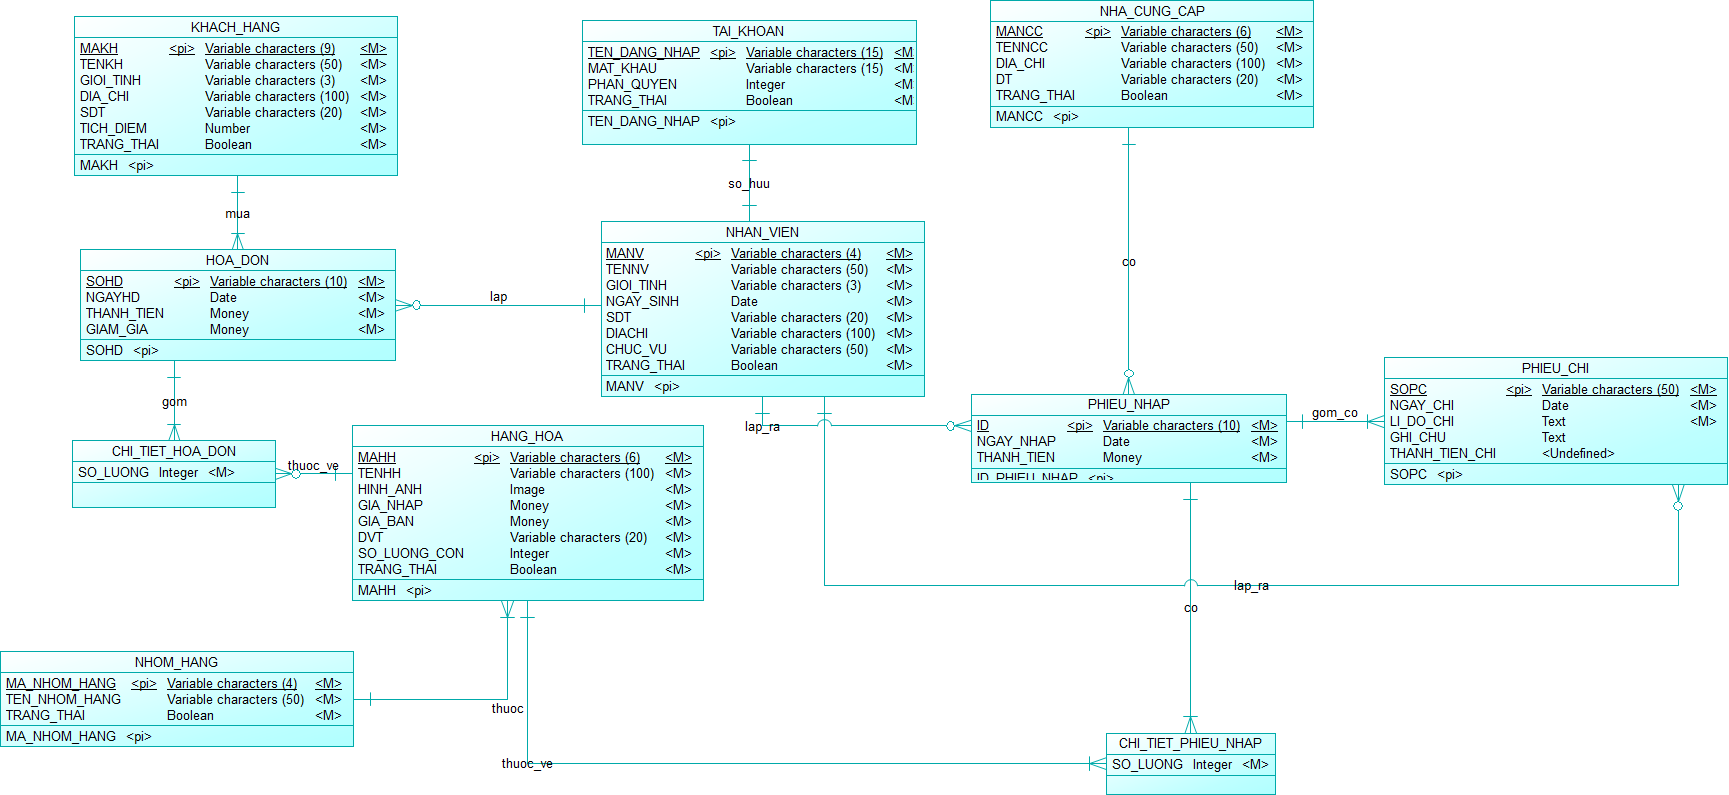 KHACH_HANG
MAKH <pi> Variable characters (9) <M>
TENKH Variable characters (50) <M>
GIOI_TINH Variable characters (3) <M>
DIA_CHI Variable characters (100) <M>
SDT Variable characters (20) <M>
TICH_DIEM Number <M>
TRANG_THAI Boolean <M>
MAKH <pi>
TAI_KHOAN
TEN_DANG_NHAP <pi> Variable characters (15) <M
MAT_KHAU Variable characters (15) <M
PHAN_QUYEN Integer <M
TRANG_THAI Boolean <M
TEN_DANG_NHAP <pi>
NHA_CUNG_CAP
MANCC <pi> Variable characters (6) <M>
TENNCC Variable characters (50) <M>
DIA_CHI Variable characters (100) <M>
DT Variable characters (20) <M>
TRANG_THAI Boolean <M>
MANCC <pi>
so_huu
mua
HOA_DON
SOHD <pi> Variable characters (10) <M>
NGAYHD Date <M>
THANH_TIEN Money <M>
GIAM_GIA Money <M>
SOHD <pi>
lap
NHAN_VIEN
MANV <pi> Variable characters (4) <M>
TENNV Variable characters (50) <M>
GIOI_TINH Variable characters (3) <M>
NGAY_SINH Date <M>
SDT Variable characters (20) <M>
DIACHI Variable characters (100) <M>
CHUC_VU Variable characters (50) <M>
TRANG_THAI Boolean <M>
MANV <pi>
co
PHIEU_NHAP
ID <pi> Variable characters (10) <M>
NGAY_NHAP Date <M>
THANH_TIEN Money <M>
ID_PHIEU_NHAP <pi>
gom_co
PHIEU_CHI
SOPC <pi> Variable characters (50) <M>
NGAY_CHI Date <M>
LI_DO_CHI Text <M>
GHI_CHU Text
THANH_TIEN_CHI <Undefined>
SOPC <pi>
gom
lap_ra
CHI_TIET_HOA_DON
SO_LUONG Integer <M>
thuoc_ve
HANG_HOA
MAHH <pi> Variable characters (6) <M>
TENHH Variable characters (100) <M>
HINH_ANH Image <M>
GIA_NHAP Money <M>
GIA_BAN Money <M>
DVT Variable characters (20) <M>
SO_LUONG_CON Integer <M>
TRANG_THAI Boolean <M>
MAHH <pi>
lap_ra
co
NHOM_HANG
MA_NHOM_HANG <pi> Variable characters (4) <M>
TEN_NHOM_HANG Variable characters (50) <M>
TRANG_THAI Boolean <M>
MA_NHOM_HANG <pi>
thuoc
thuoc_ve
CHI_TIET_PHIEU_NHAP
SO_LUONG Integer <M>